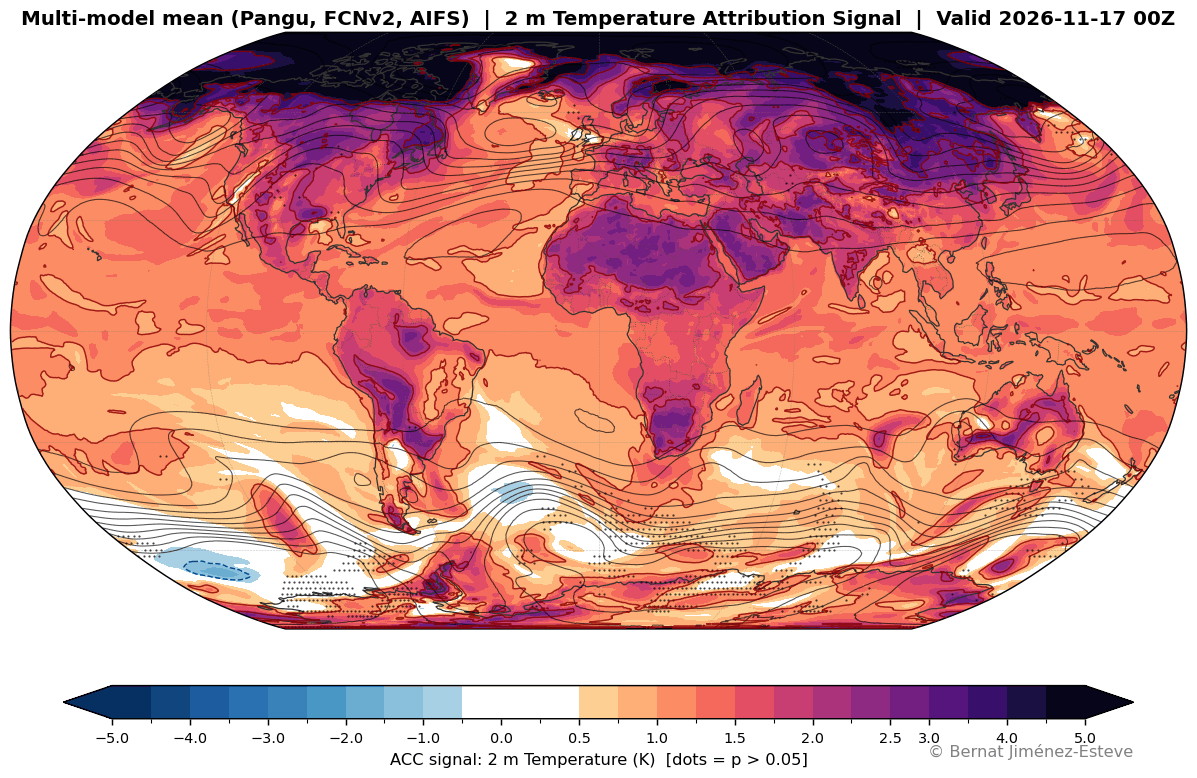 Multi-model mean (Pangu, FCNv2, AIFS)  |  2 m Temperature Attribution Signal  |  Valid 2026-11-17 00Z
−5.0 −4.0 −3.0 −2.0 −1.0 0.0 0.5 1.0 1.5 2.0 2.5 3.0 4.0 5.0
© Bernat Jiménez-Esteve
ACC signal: 2 m Temperature (K)  [dots = p > 0.05]